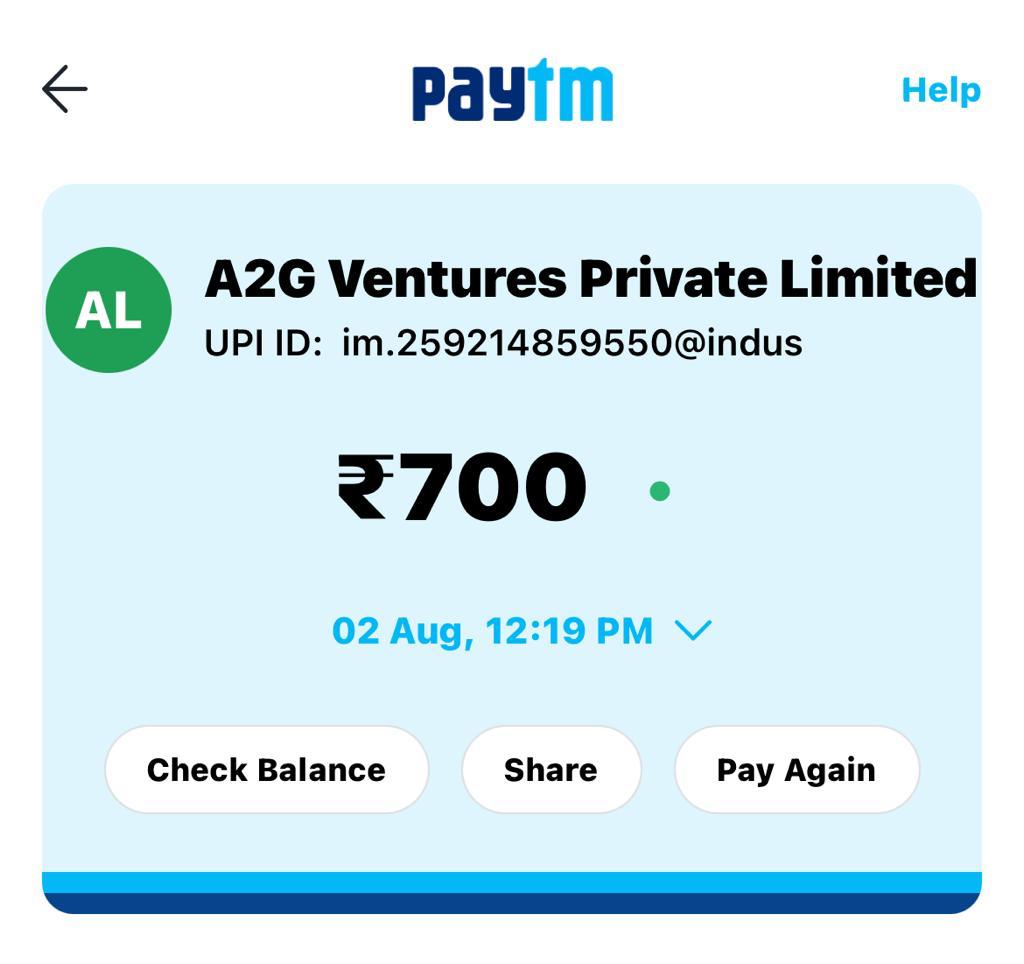 paytm
Help
AL
A2G Ventures Private Limited
UPI ID: im.259214859550@indus
₹700
02 Aug, 12:19 PM
Check Balance
Share
Pay Again